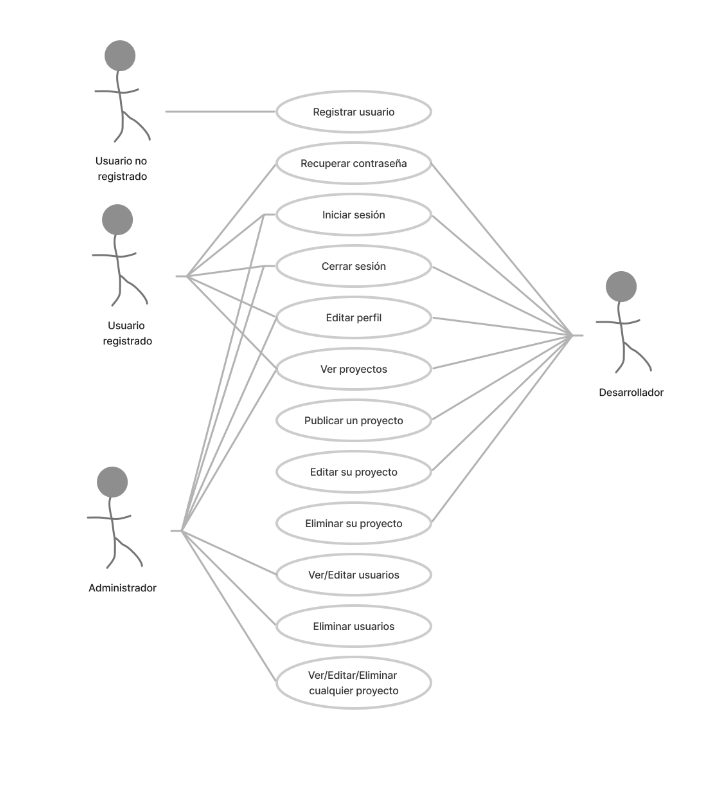 Usuario no
registrado
Registrar usuario
Recuperar contraseña
Iniciar sesión
Cerrar sesión
Usuario
registrado
Editar perfil
Ver proyectos
Desarrollador
Publicar un proyecto
Editar su proyecto
Eliminar su proyecto
Administrador
Ver/Editar usuarios
Eliminar usuarios
Ver/Editar/Eliminar
cualquier proyecto